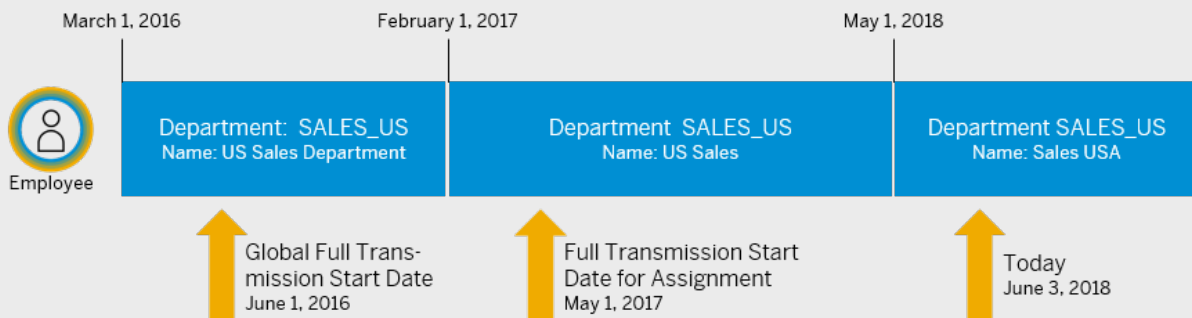 March 1, 2016
February 1, 2017
May 1, 2018
Employee
Department: SALES_US
Name: US Sales Department
Department SALES_US
Name: US Sales
Department SALES_US
Name: Sales USA
Global Full Trans-
mission Start Date
June 1, 2016
Full Transmission Start
Date for Assignment
May 1, 2017
Today
June 3, 2018